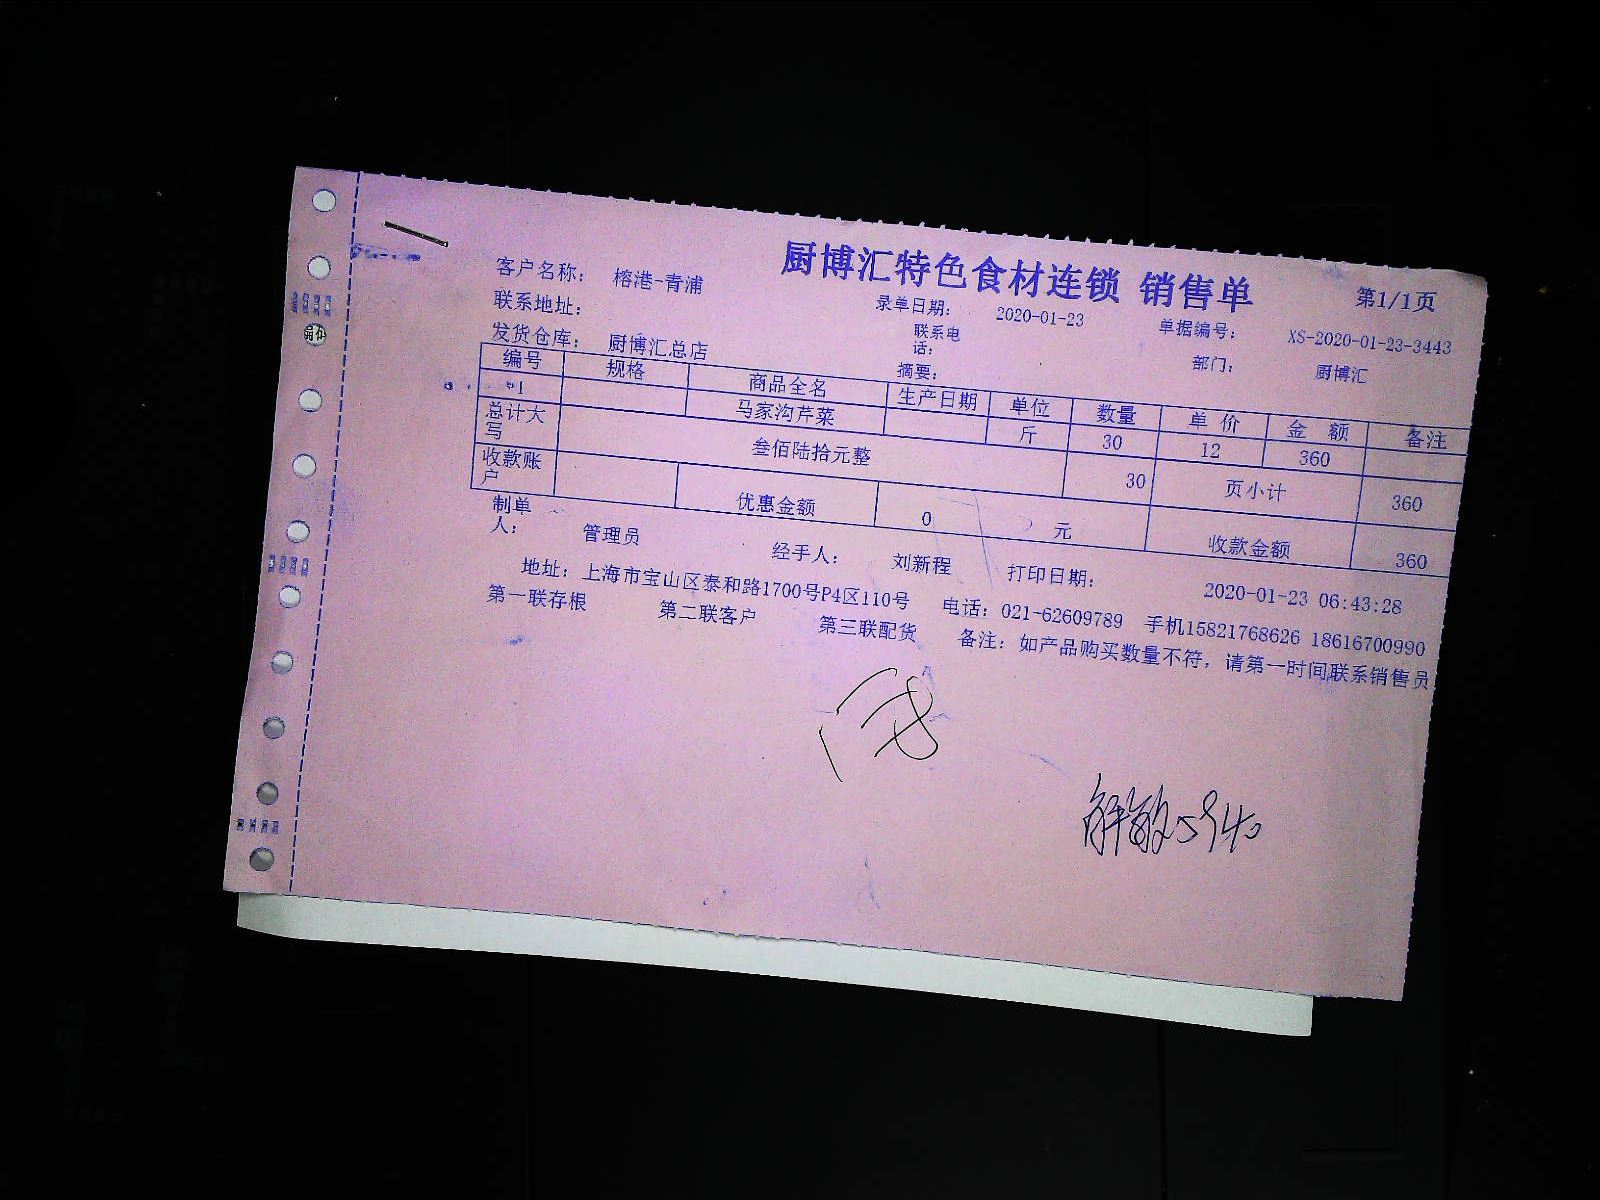 厨博汇特色食材连锁 销售单
第1/1页
客户名称： 榕港-青浦
录单日期： 2020-01-23 单据编号： XS-2020-01-23-3443
联系地址： 联系电话： 部门： 厨博汇
发货仓库： 厨博汇总店 摘要：
编号 规格 商品全名 生产日期 单位 数量 单价 金额 备注
1 马家沟芹菜 斤 30 12 360
总计大写 叁佰陆拾元整 30 页小计 360
收款账户 优惠金额 0 元 收款金额 360
制单人： 管理员 经手人： 刘新程 打印日期： 2020-01-23 06:43:28
地址：上海市宝山区泰和路1700号P4区110号 电话：021-62609789 手机15821768626 18616700990
第一联存根 第二联客户 第三联配货 备注：如产品购买数量不符，请第一时间联系销售员